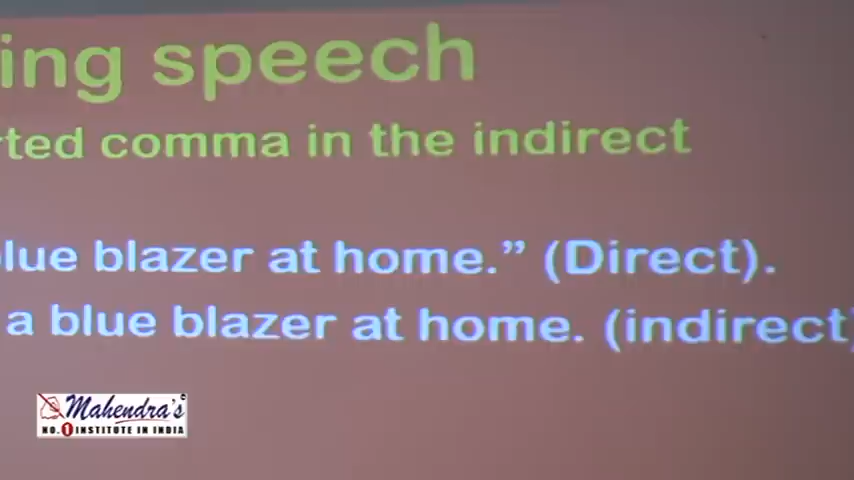 ing speech
rted comma in the indirect
lue blazer at home.” (Direct).
a blue blazer at home. (indirect)
Mahendra's
NO. 1 INSTITUTE IN INDIA